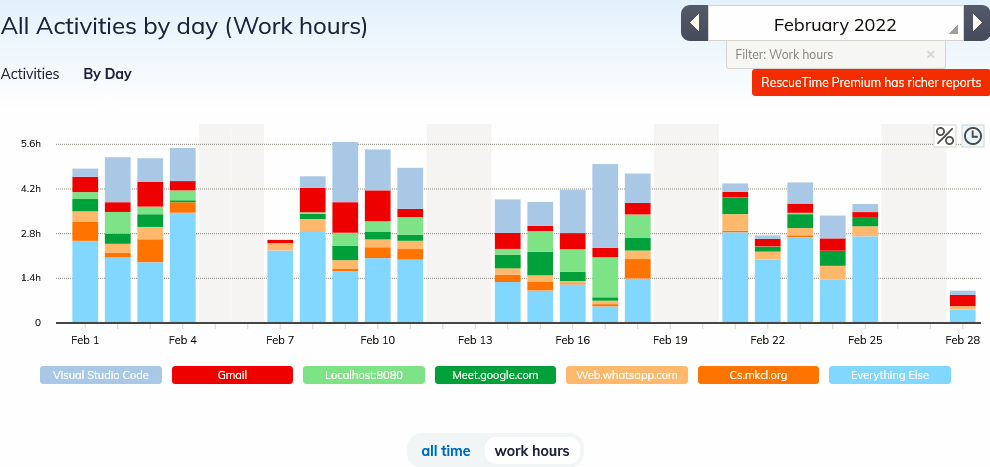 All Activities by day (Work hours)
February 2022
Filter: Work hours ×
Activities By Day
RescueTime Premium has richer reports
%
5.6h
4.2h
2.8h
1.4h
0
Feb 1 Feb 4 Feb 7 Feb 10 Feb 13 Feb 16 Feb 19 Feb 22 Feb 25 Feb 28
Visual Studio Code Gmail Localhost:8080 Meet.google.com Web.whatsapp.com Cs.mkcl.org Everything Else
all time work hours